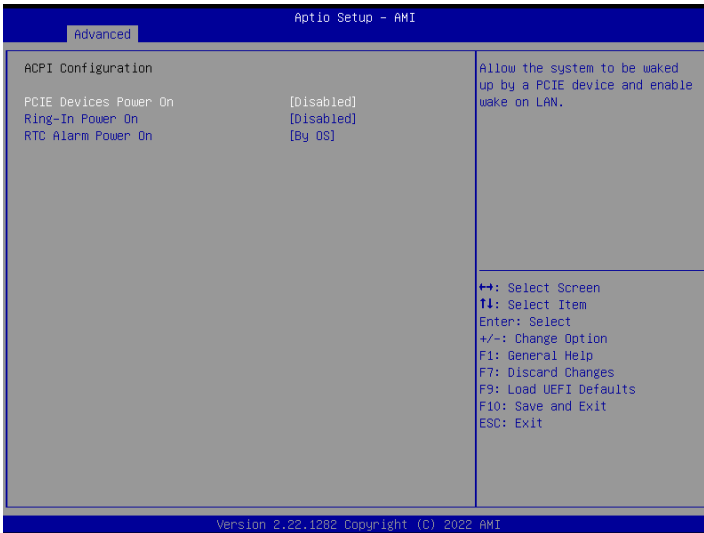 Aptio Setup – AMI
Advanced
ACPI Configuration
PCIE Devices Power On [Disabled]
Ring-In Power On [Disabled]
RTC Alarm Power On [By OS]
Allow the system to be waked
up by a PCIE device and enable
wake on LAN.
↔: Select Screen
↑↓: Select Item
Enter: Select
+/-: Change Option
F1: General Help
F7: Discard Changes
F9: Load UEFI Defaults
F10: Save and Exit
ESC: Exit
Version 2.22.1282 Copyright (C) 2022 AMI